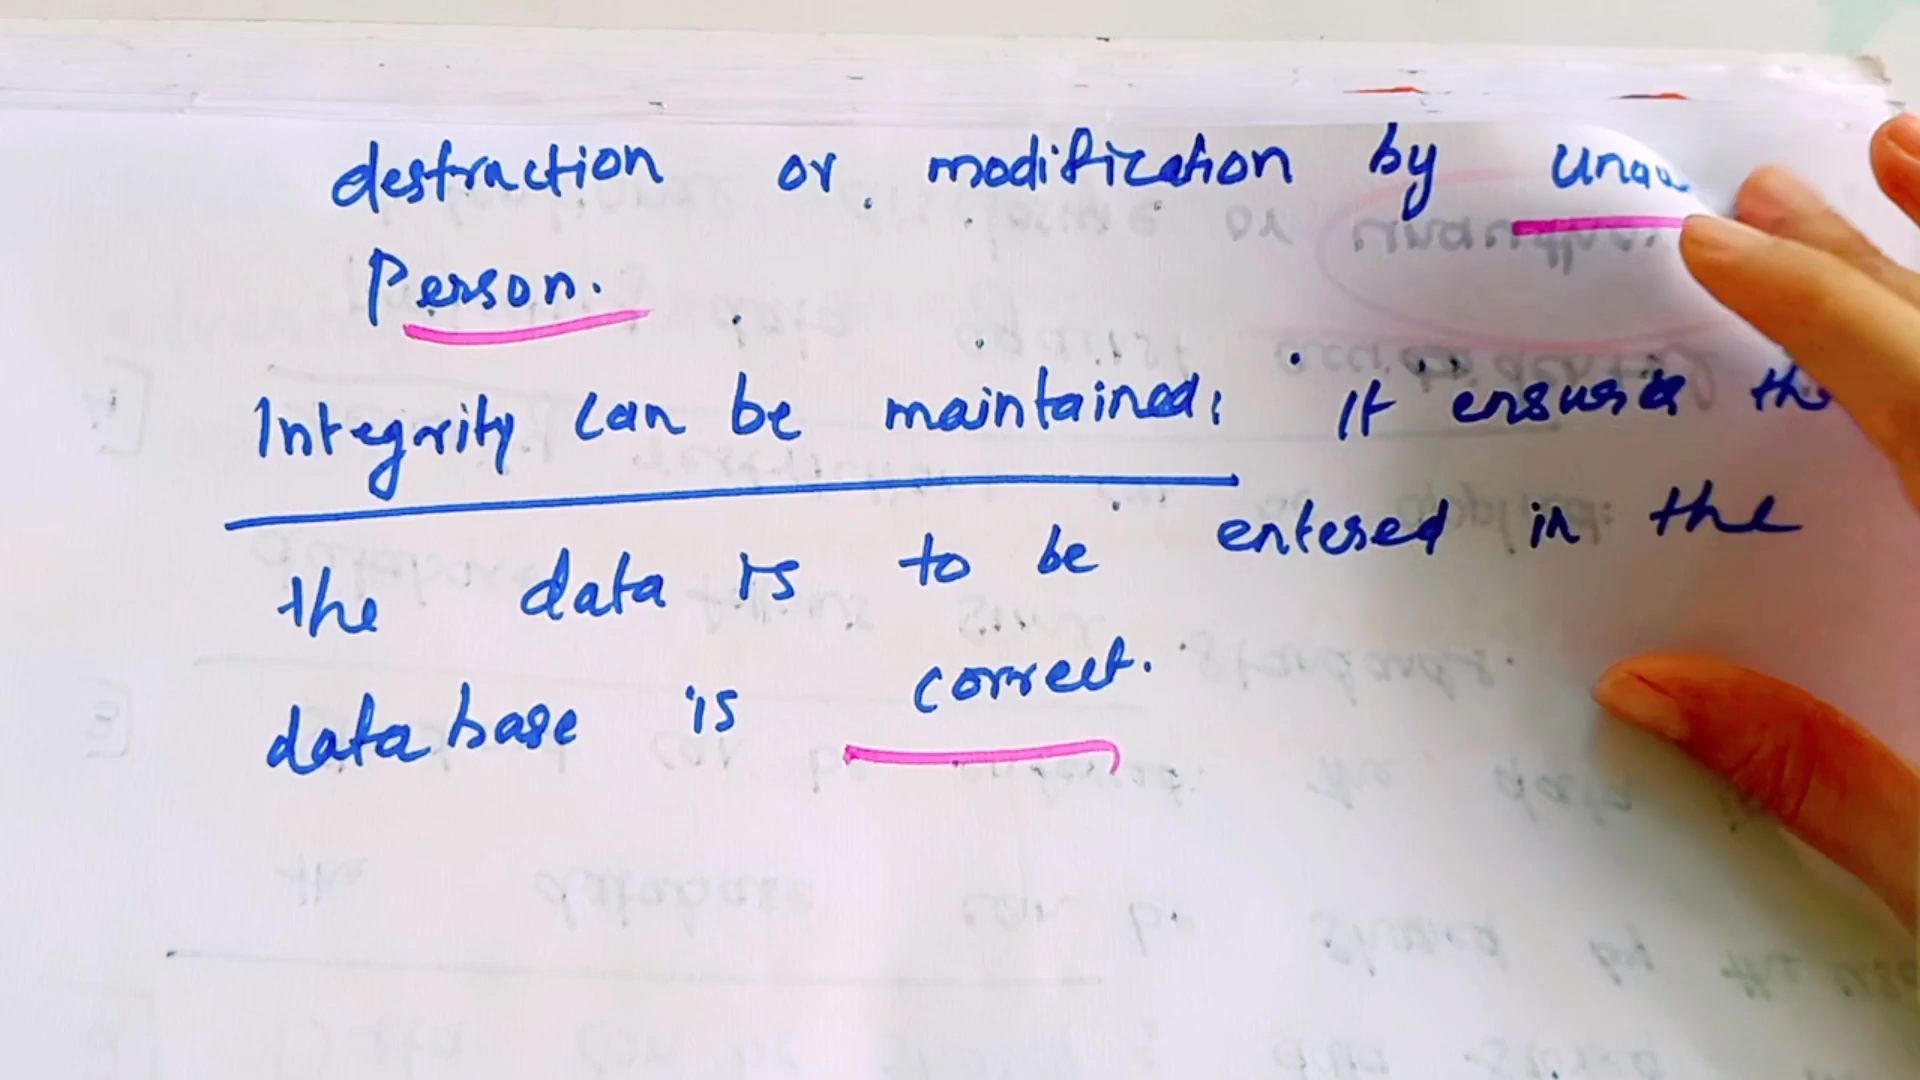 destraction or modification by
Person.
Integrity can be maintained: It ensures
the data is to be entered in the
database is correct.